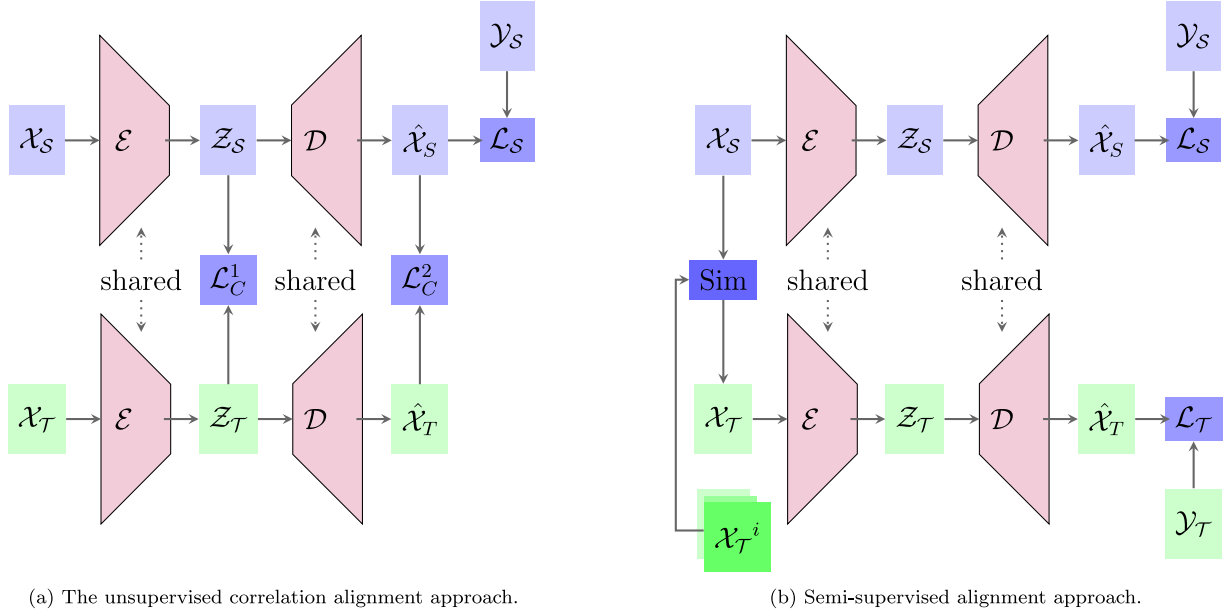 𝒴_𝒮
𝒳_𝒮 ℰ 𝒵_𝒮 𝒟 𝒳̂_S ℒ_𝒮
shared ℒ_C^1 shared ℒ_C^2
𝒳_𝒯 ℰ 𝒵_𝒯 𝒟 𝒳̂_T
(a) The unsupervised correlation alignment approach.
𝒴_𝒮
𝒳_𝒮 ℰ 𝒵_𝒮 𝒟 𝒳̂_S ℒ_𝒮
Sim shared shared
𝒳_𝒯 ℰ 𝒵_𝒯 𝒟 𝒳̂_T ℒ_𝒯
𝒳_𝒯^i 𝒴_𝒯
(b) Semi-supervised alignment approach.